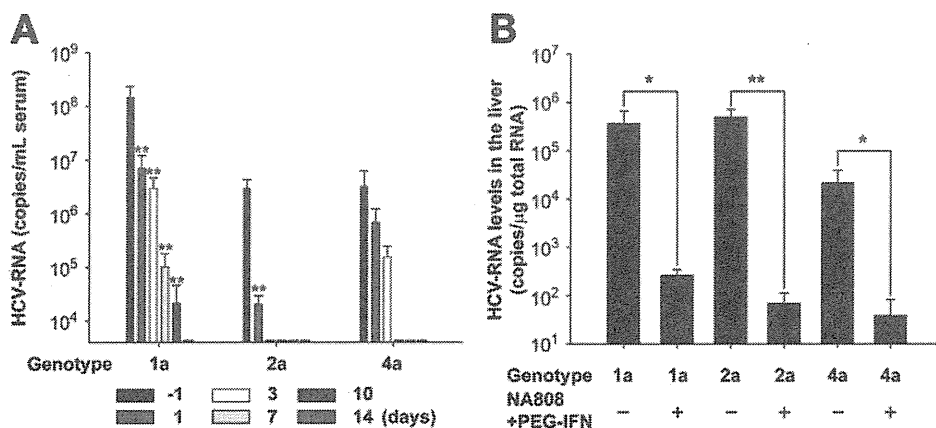 A
HCV-RNA (copies/mL serum)
10⁹
10⁸
10⁷
10⁶
10⁵
10⁴
**
**
**
**
**
Genotype 1a 2a 4a
-1 3 10
1 7 14 (days)
B
HCV-RNA levels in the liver
(copies/μg total RNA)
10⁷
10⁶
10⁵
10⁴
10³
10²
10¹
*
**
*
Genotype 1a 1a 2a 2a 4a 4a
NA808
+PEG-IFN − + − + − +